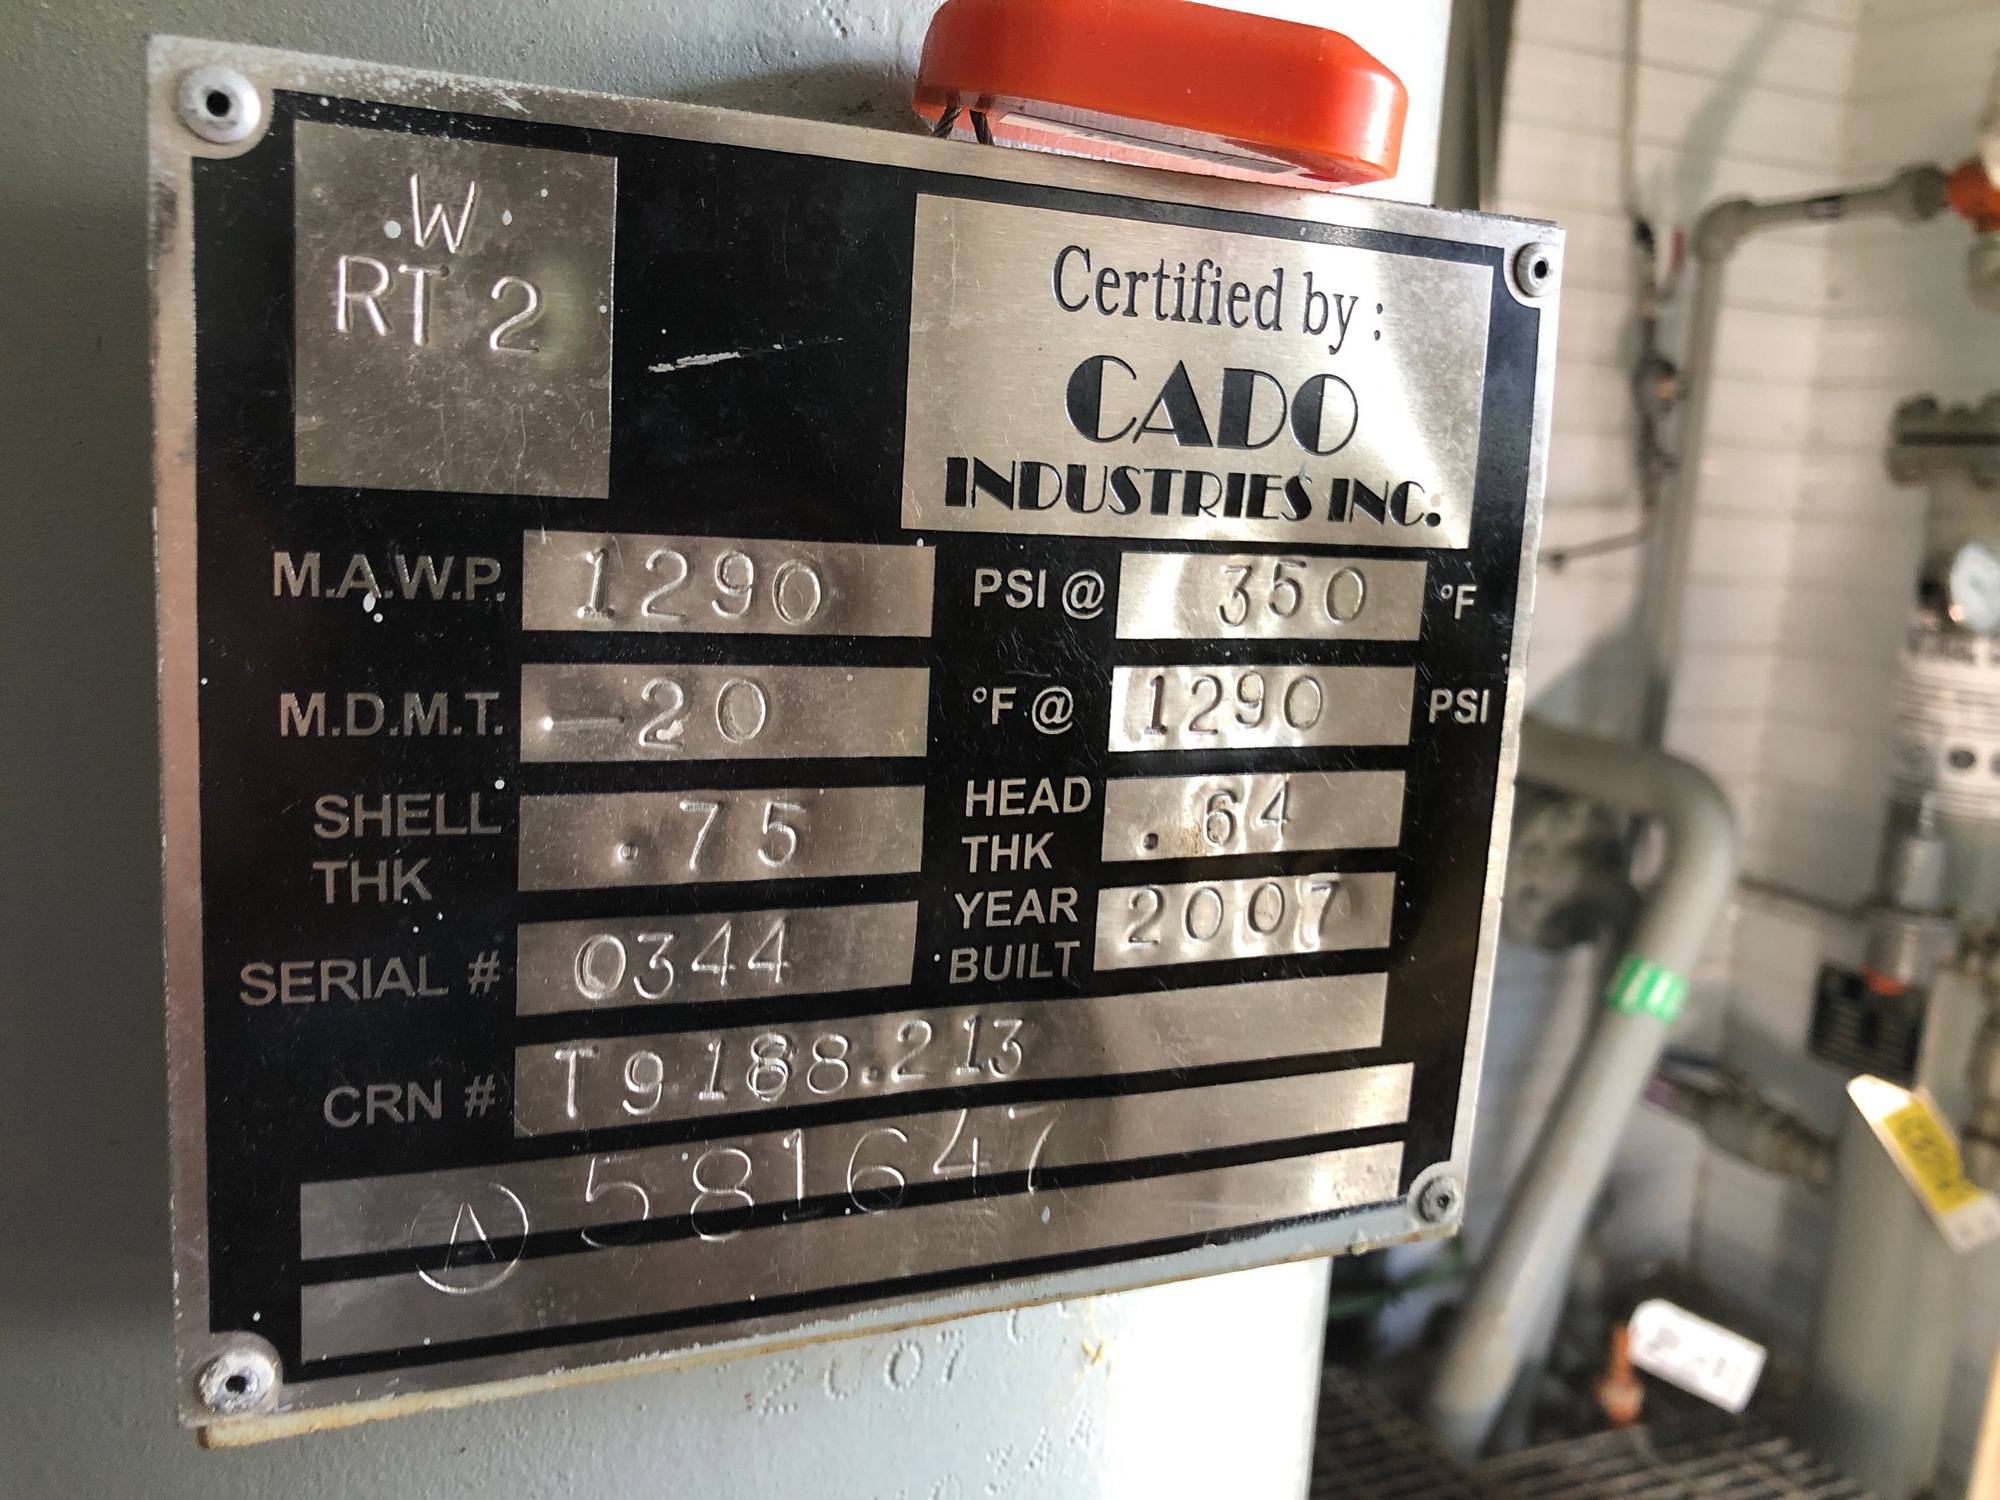 W
RT 2
Certified by :
CADO
INDUSTRIES INC.
M.A.W.P. 1290 PSI @ 350 °F
M.D.M.T. -20 °F @ 1290 PSI
SHELL THK .75 HEAD THK .64
SERIAL # 0344 YEAR BUILT 2007
CRN # T9188.213
A 581647
2007